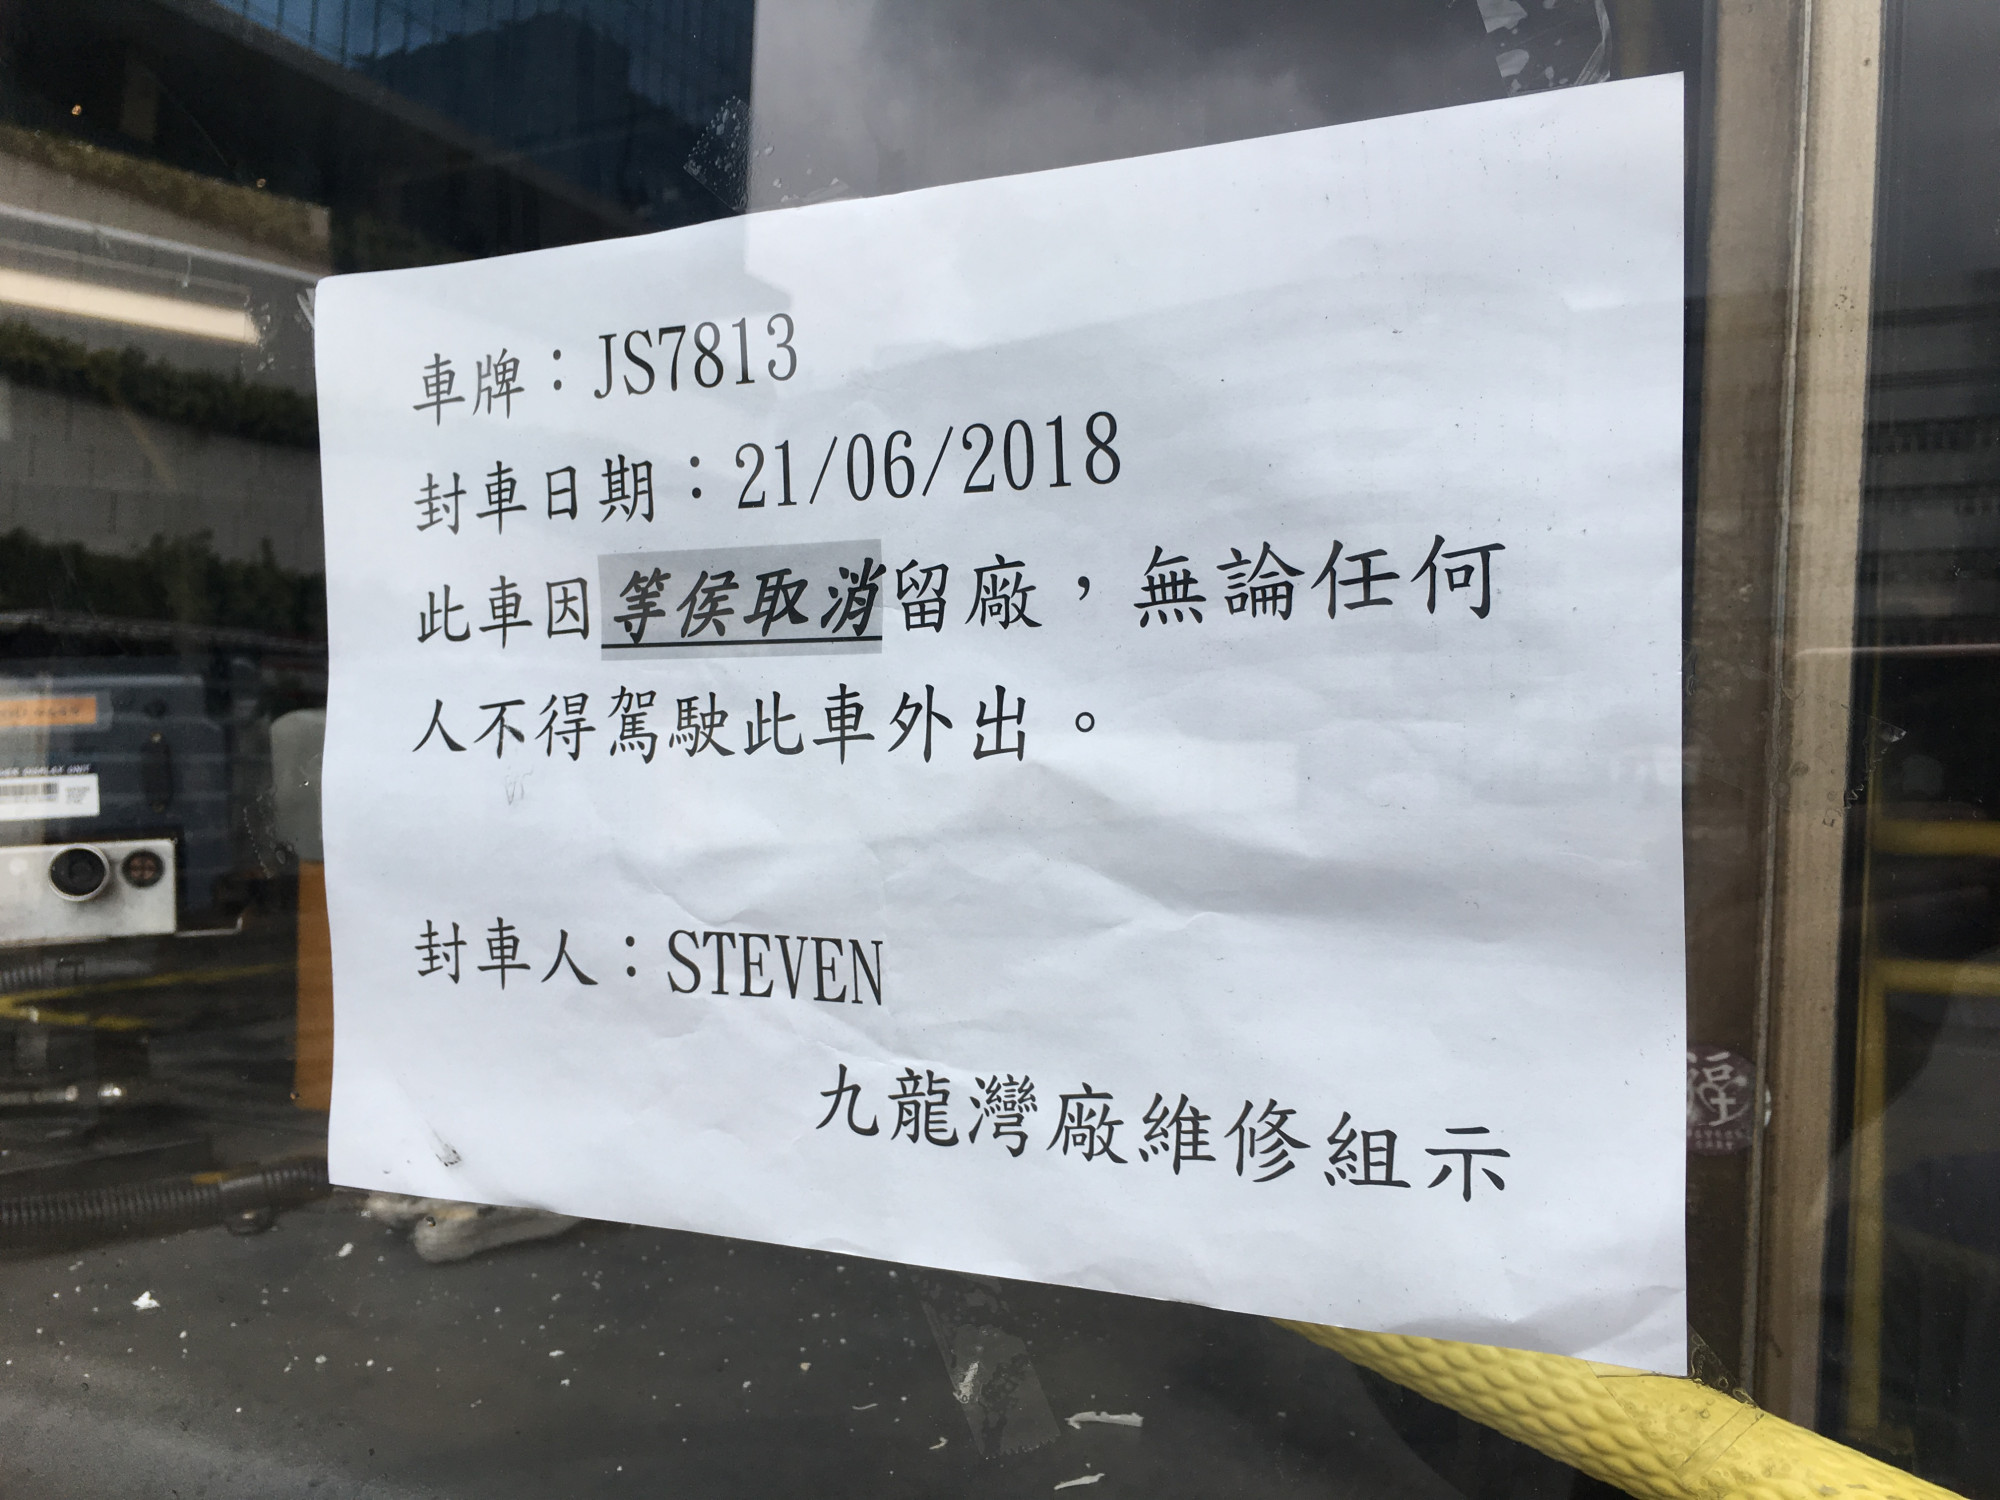 車牌：JS7813
封車日期：21/06/2018
此車因等侯取消留廠，無論任何
人不得駕駛此車外出。
封車人：STEVEN
九龍灣廠維修組示
福